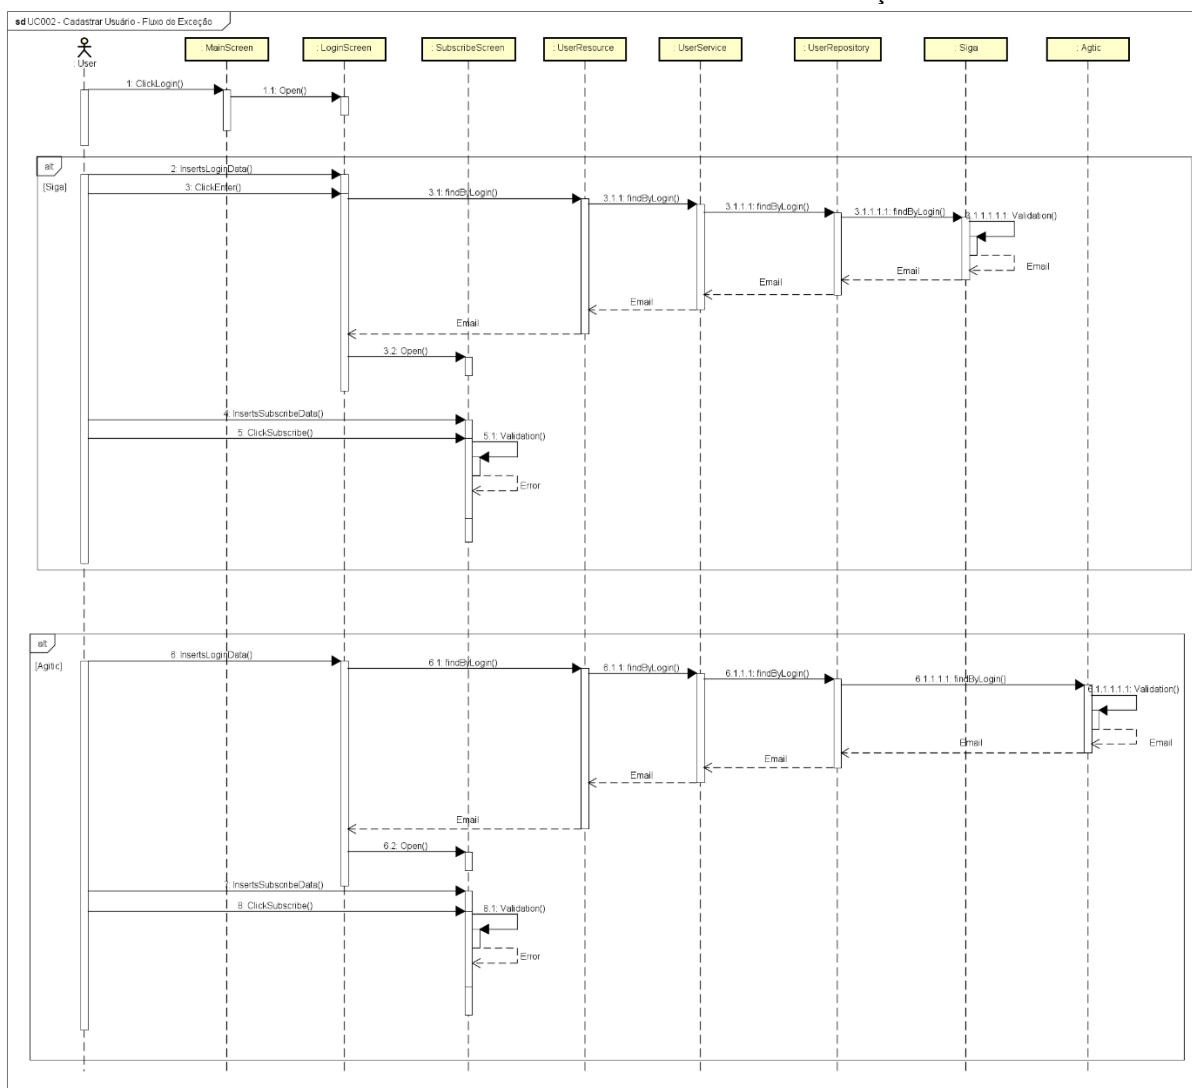 sd UC002 - Cadastrar Usuário - Fluxo de Exceção
: User
: MainScreen
: LoginScreen
: SubscribeScreen
: UserResource
: UserService
: UserRepository
: Siga
: Agtic
1: ClickLogin()
1.1: Open()
alt
[Siga]
2: InsertsLoginData()
3: ClickEnter()
3.1: findByLogin()
3.1.1: findByLogin()
3.1.1.1: findByLogin()
3.1.1.1.1: findByLogin()
3.1.1.1.1.1: Validation()
Email
Email
Email
Email
Email
3.2: Open()
4: InsertsSubscribeData()
5: ClickSubscribe()
5.1: Validation()
Error
alt
[Agitic]
6: InsertsLoginData()
6.1: findByLogin()
6.1.1: findByLogin()
6.1.1.1: findByLogin()
6.1.1.1.1: findByLogin()
6.1.1.1.1.1: Validation()
Email
Email
Email
Email
Email
6.2: Open()
7: InsertsSubscribeData()
8: ClickSubscribe()
8.1: Validation()
Error